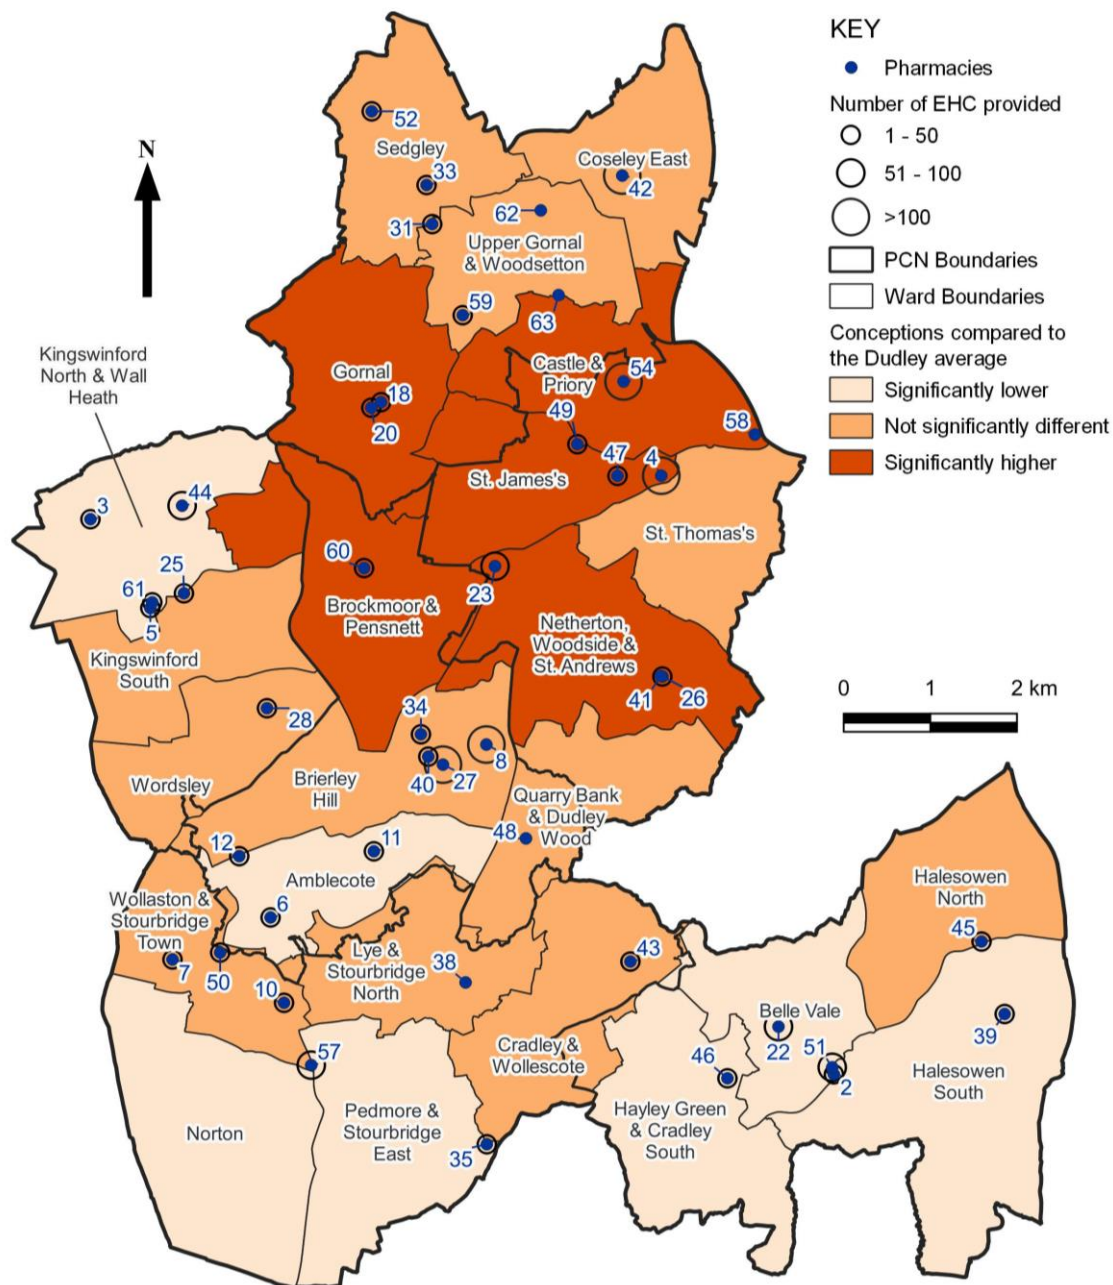 KEY
Pharmacies
Number of EHC provided
1 - 50
51 - 100
>100
PCN Boundaries
Ward Boundaries
Conceptions compared to
the Dudley average
Significantly lower
Not significantly different
Significantly higher
N
52
Sedgley
33
31
Coseley East
42
62
Upper Gornal
& Woodsetton
59
63
Kingswinford
North & Wall
Heath
Gornal
18
20
Castle &
Priory
54
49
58
47
4
St. James's
St. Thomas's
3
44
25
61
5
60
23
Brockmoor &
Pensnett
Netherton,
Woodside &
St. Andrews
41
26
Kingswinford
South
28
0
1
2 km
34
8
27
40
Wordsley
Brierley
Hill
Quarry Bank
& Dudley
Wood
48
12
11
Amblecote
6
Wollaston &
Stourbridge
Town
7
50
10
Lye &
Stourbridge
North
38
43
Halesowen
North
45
Belle Vale
22
51
2
39
Halesowen
South
46
Cradley &
Wollescote
57
Norton
Pedmore &
Stourbridge
East
35
Hayley Green
& Cradley
South